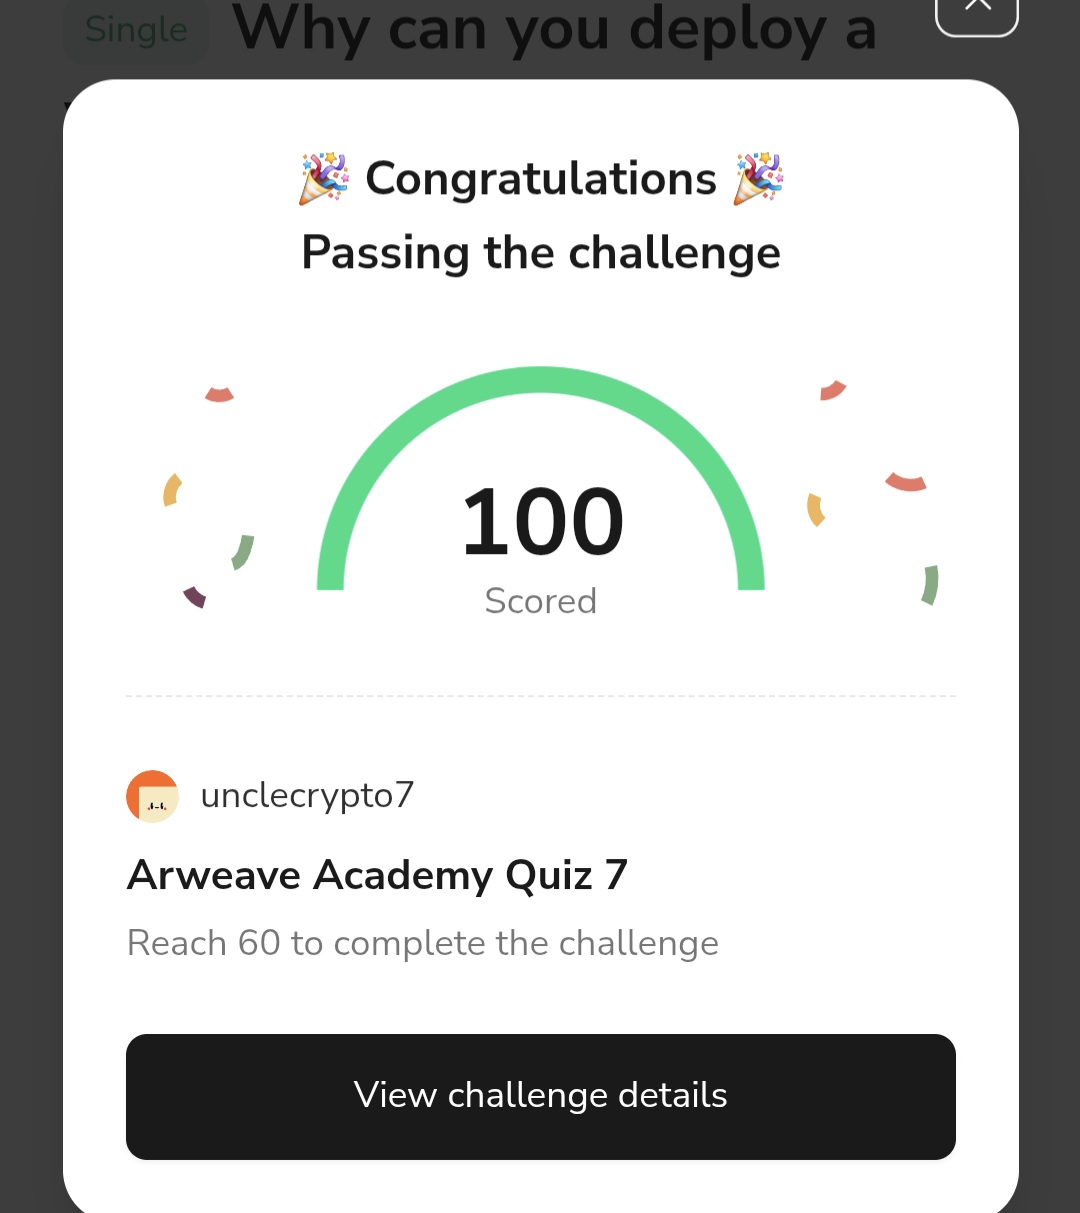 Single Why can you deploy a
🎉 Congratulations 🎉
Passing the challenge
100
Scored
unclecrypto7
Arweave Academy Quiz 7
Reach 60 to complete the challenge
View challenge details